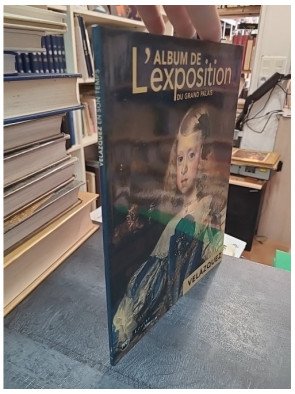 L'ALBUM DE
L'exposition
DU GRAND PALAIS
VELAZQUEZ
VELAZQUEZ EN SON TEMPS